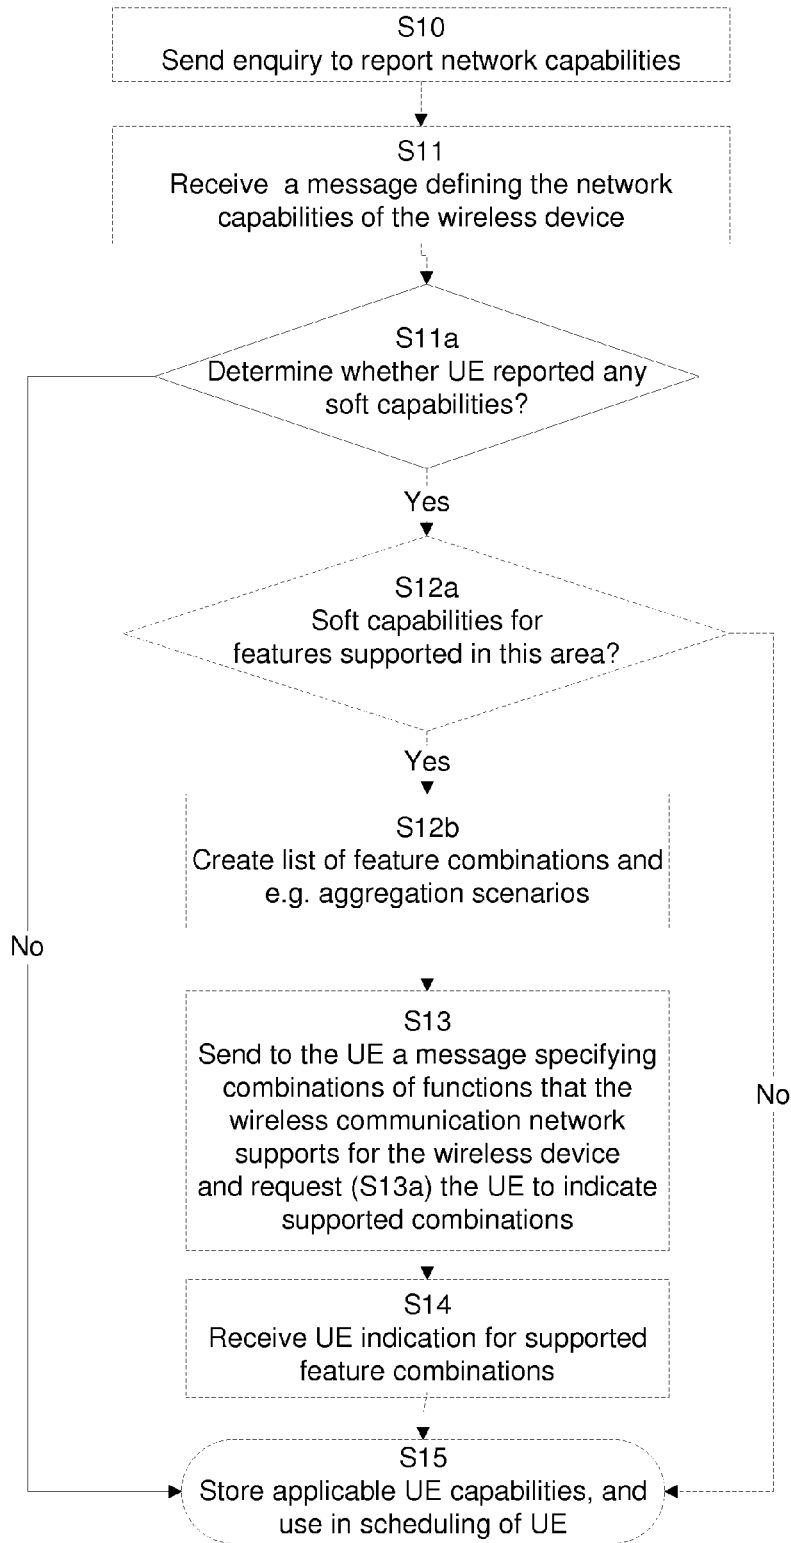 S10
Send enquiry to report network capabilities
S11
Receive a message defining the network
capabilities of the wireless device
S11a
Determine whether UE reported any
soft capabilities?
Yes
S12a
Soft capabilities for
features supported in this area?
Yes
S12b
Create list of feature combinations and
e.g. aggregation scenarios
No
S13
Send to the UE a message specifying
combinations of functions that the
wireless communication network
supports for the wireless device
and request (S13a) the UE to indicate
supported combinations
No
S14
Receive UE indication for supported
feature combinations
S15
Store applicable UE capabilities, and
use in scheduling of UE